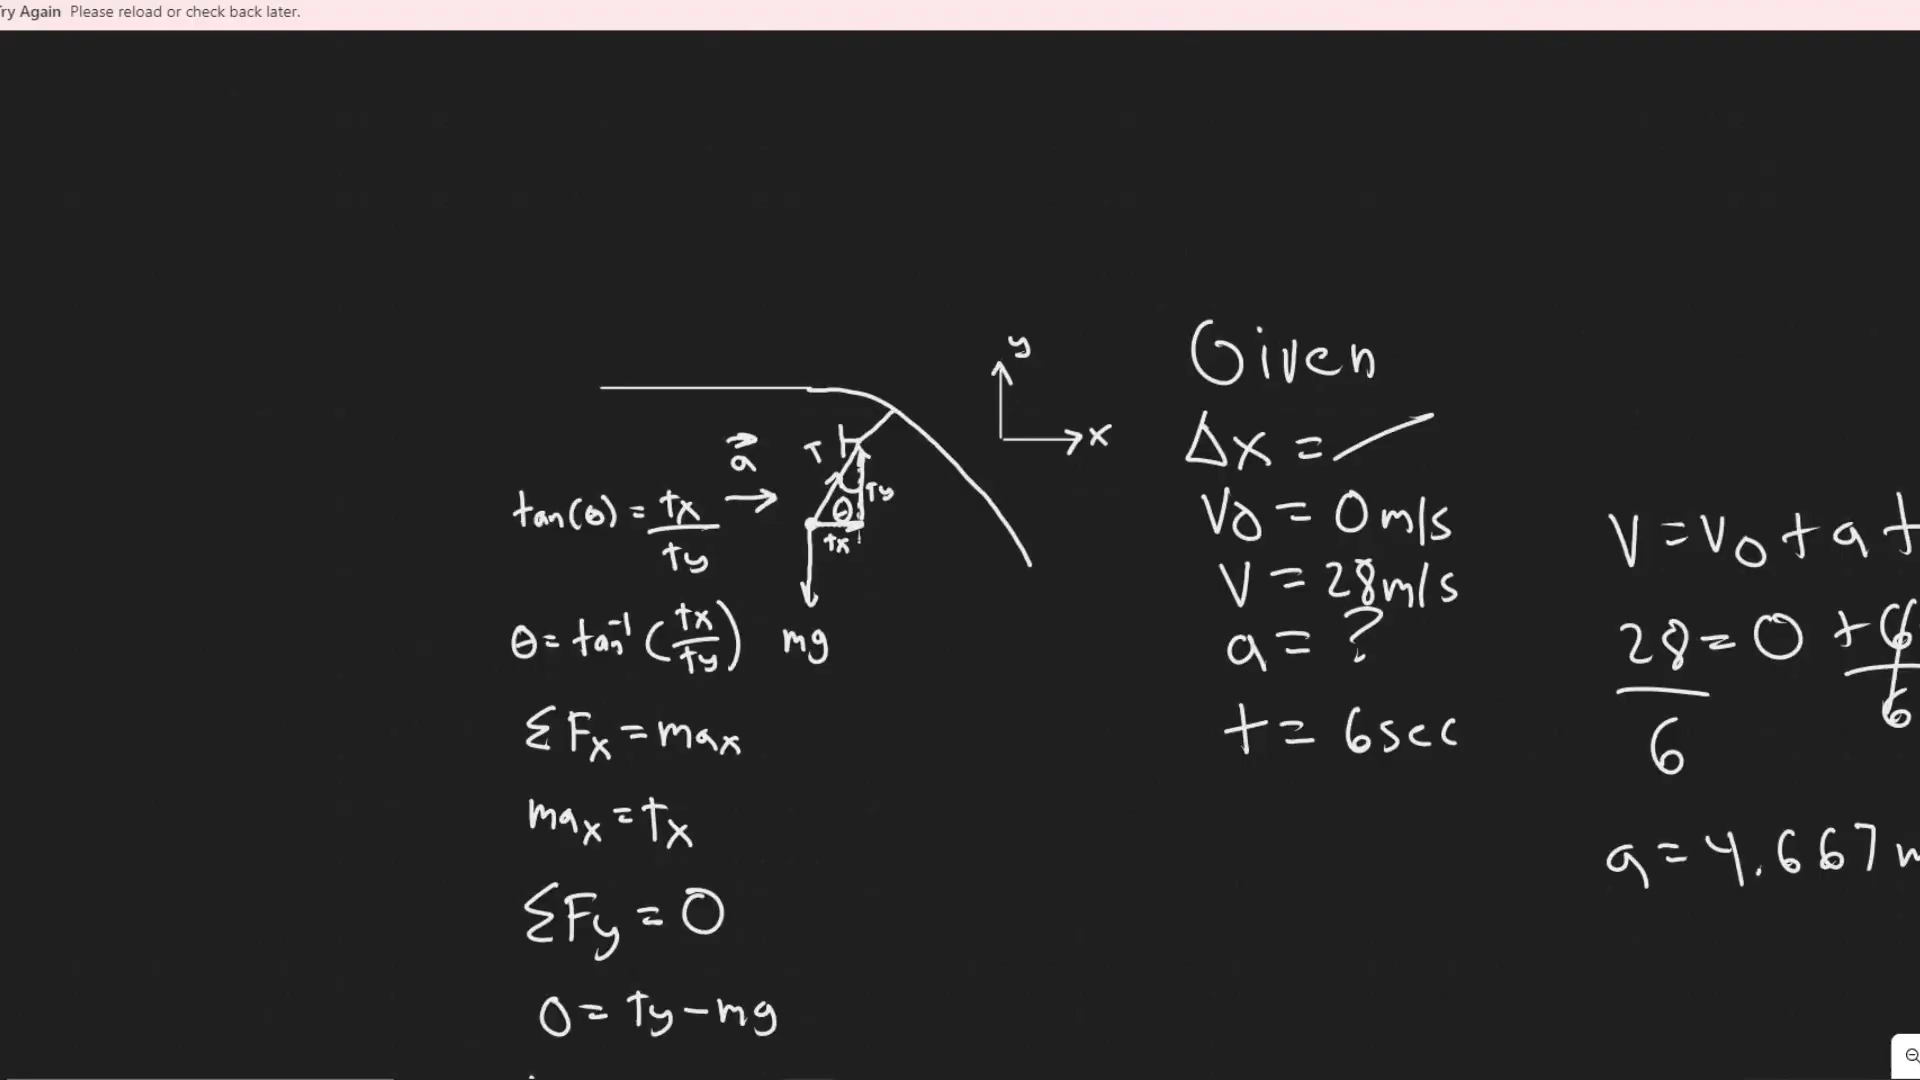 Try Again Please reload or check back later.
y
x
a
T
Ty
θ
tx
mg
tan(θ) = tx/ty
θ = tan⁻¹(tx/ty)
ΣFx = max
max = Tx
ΣFy = 0
0 = Ty - mg
Given
Δx =
V0 = 0 m/s
V = 28 m/s
a = ?
t = 6 sec
V = V0 + a t
28 = 0 + 6
6 6
a = 4.667 m